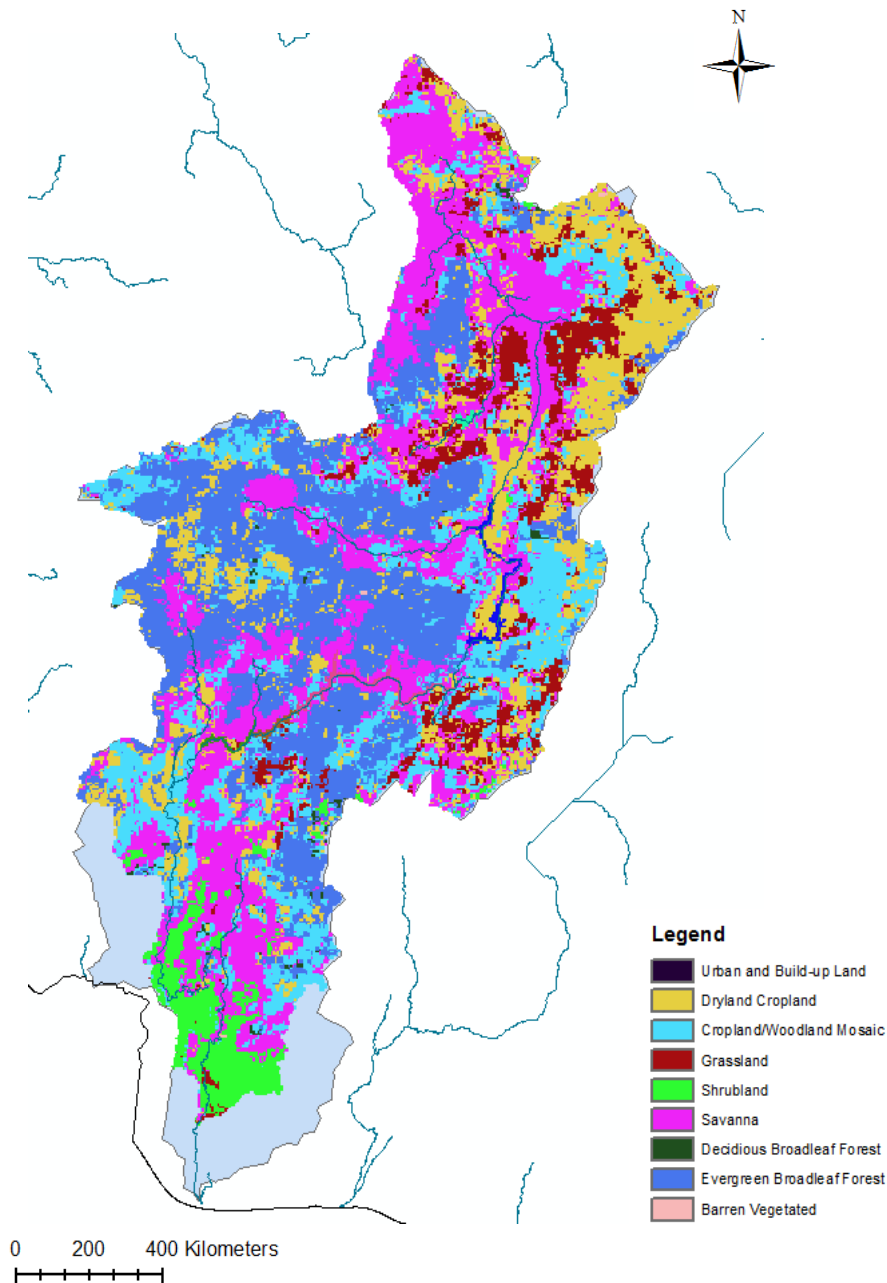 N
Legend
Urban and Build-up Land
Dryland Cropland
Cropland/Woodland Mosaic
Grassland
Shrubland
Savanna
Decidious Broadleaf Forest
Evergreen Broadleaf Forest
Barren Vegetated
0 200 400 Kilometers